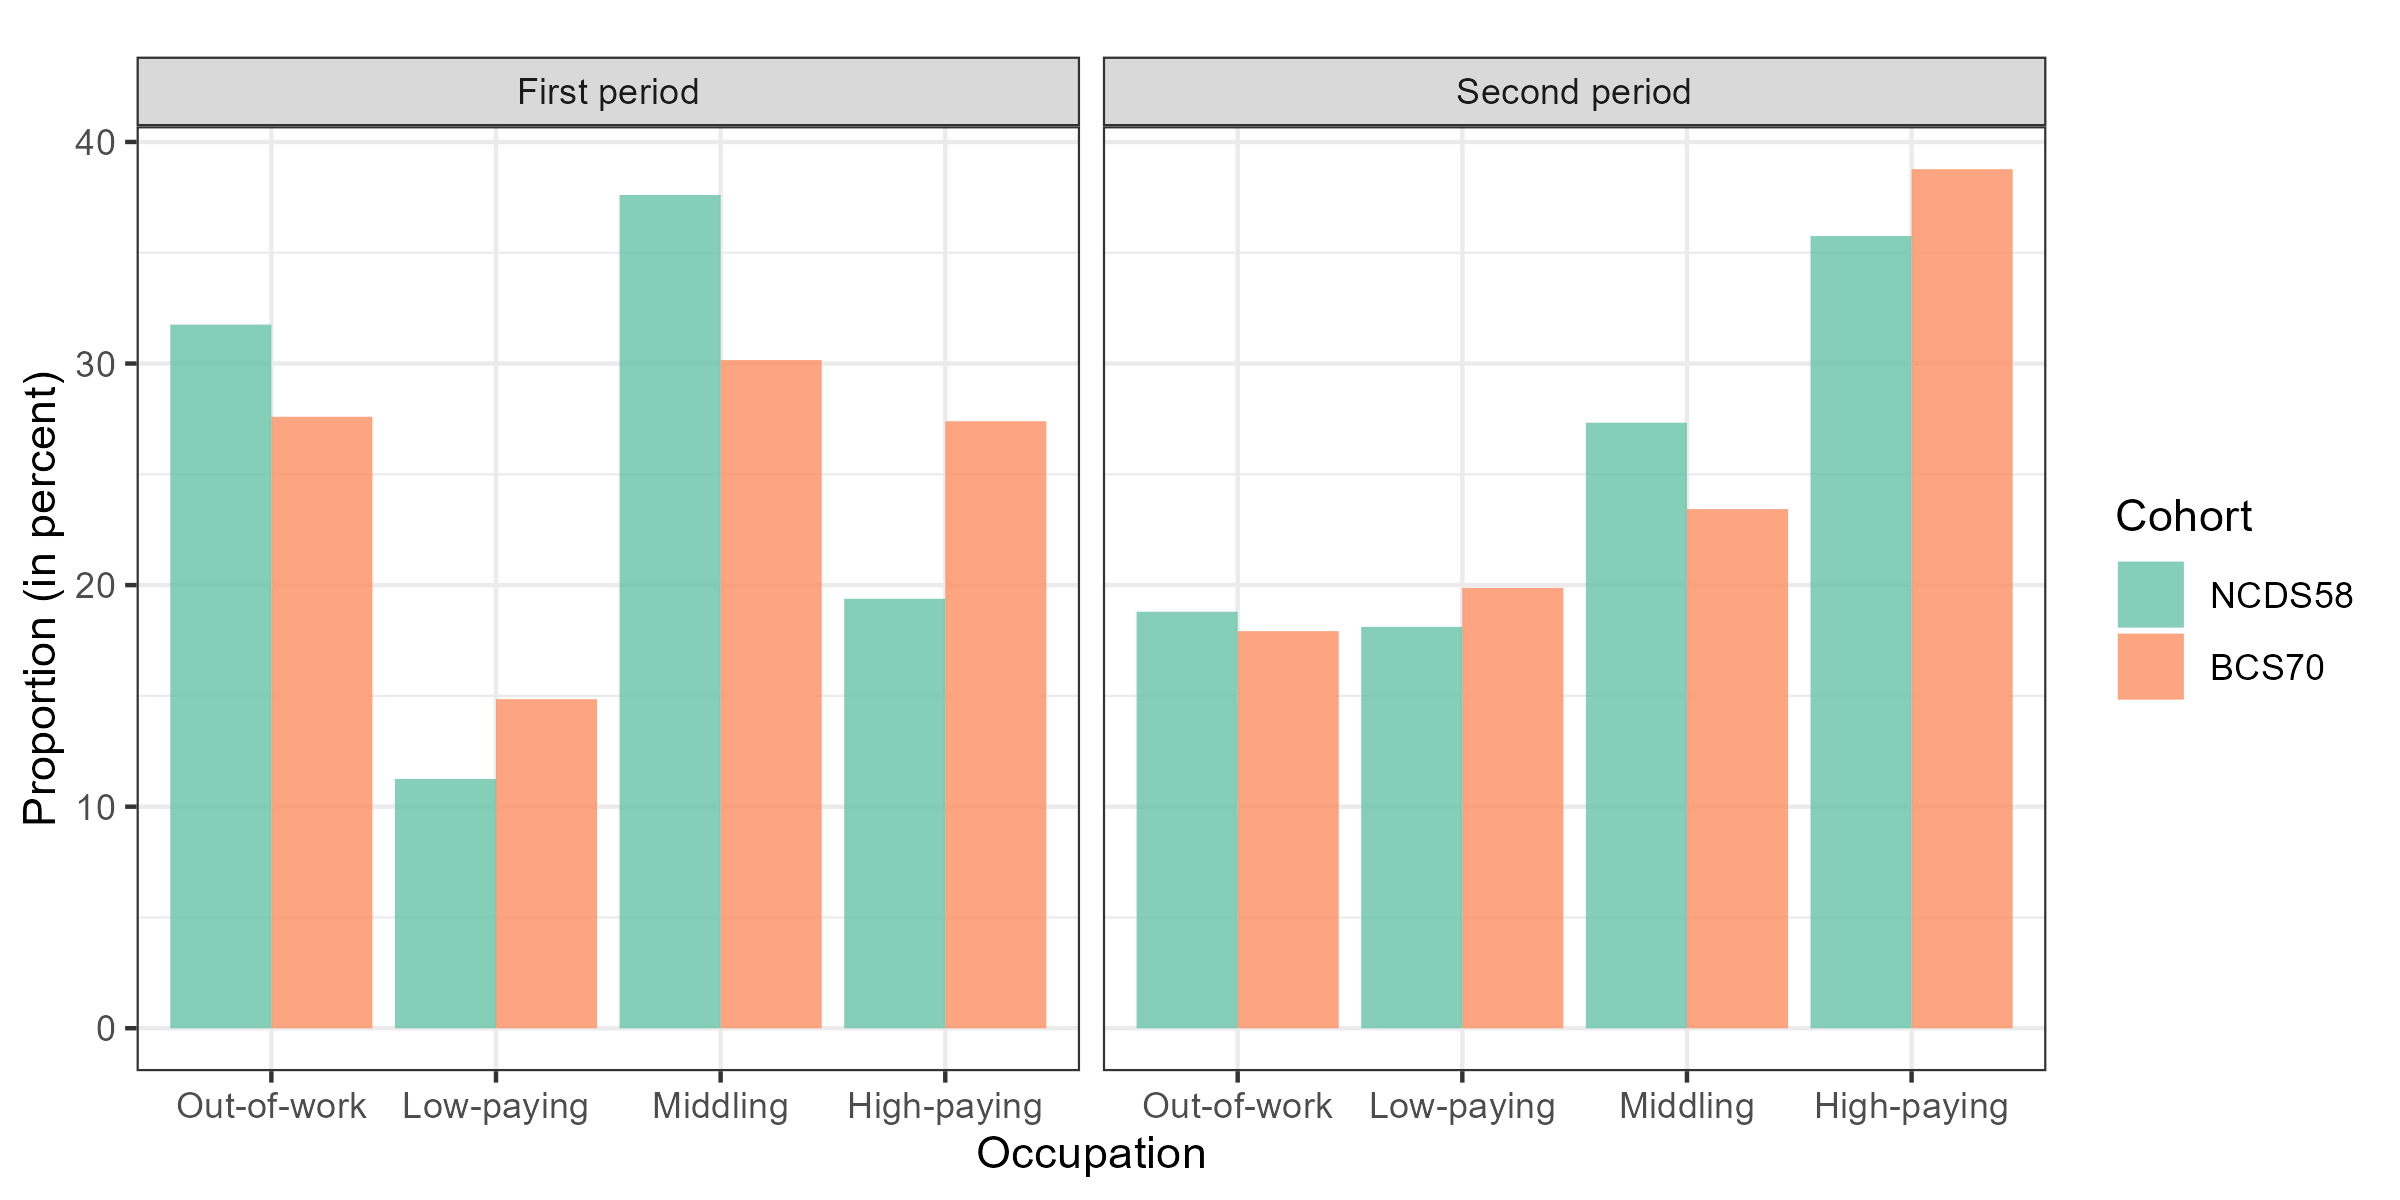 First period
Second period
Proportion (in percent)
40
30
20
10
0
Out-of-work Low-paying Middling High-paying
Out-of-work Low-paying Middling High-paying
Occupation
Cohort
NCDS58
BCS70